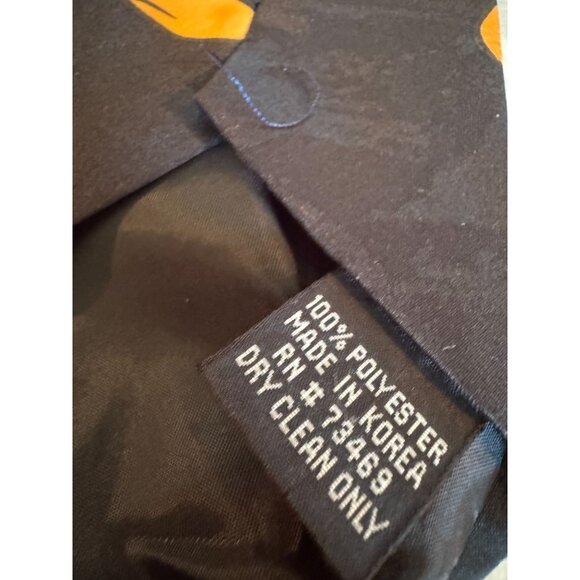 100% POLYESTER
MADE IN KOREA
RN # 73469
DRY CLEAN ONLY